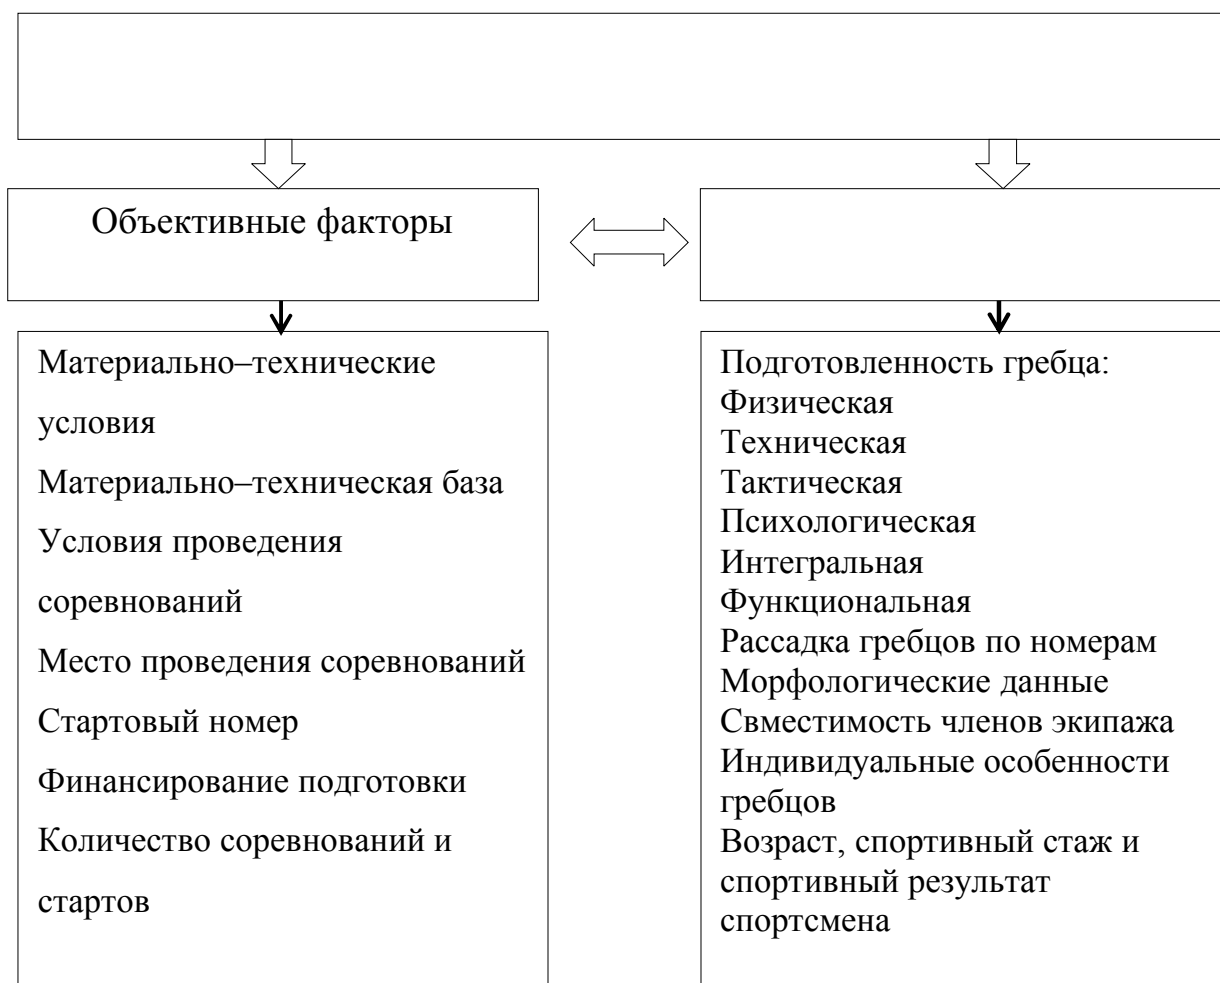 Объективные факторы
Материально–технические
условия
Материально–техническая база
Условия проведения
соревнований
Место проведения соревнований
Стартовый номер
Финансирование подготовки
Количество соревнований и
стартов
Подготовленность гребца:
Физическая
Техническая
Тактическая
Психологическая
Интегральная
Функциональная
Рассадка гребцов по номерам
Морфологические данные
Свместимость членов экипажа
Индивидуальные особенности
гребцов
Возраст, спортивный стаж и
спортивный результат
спортсмена